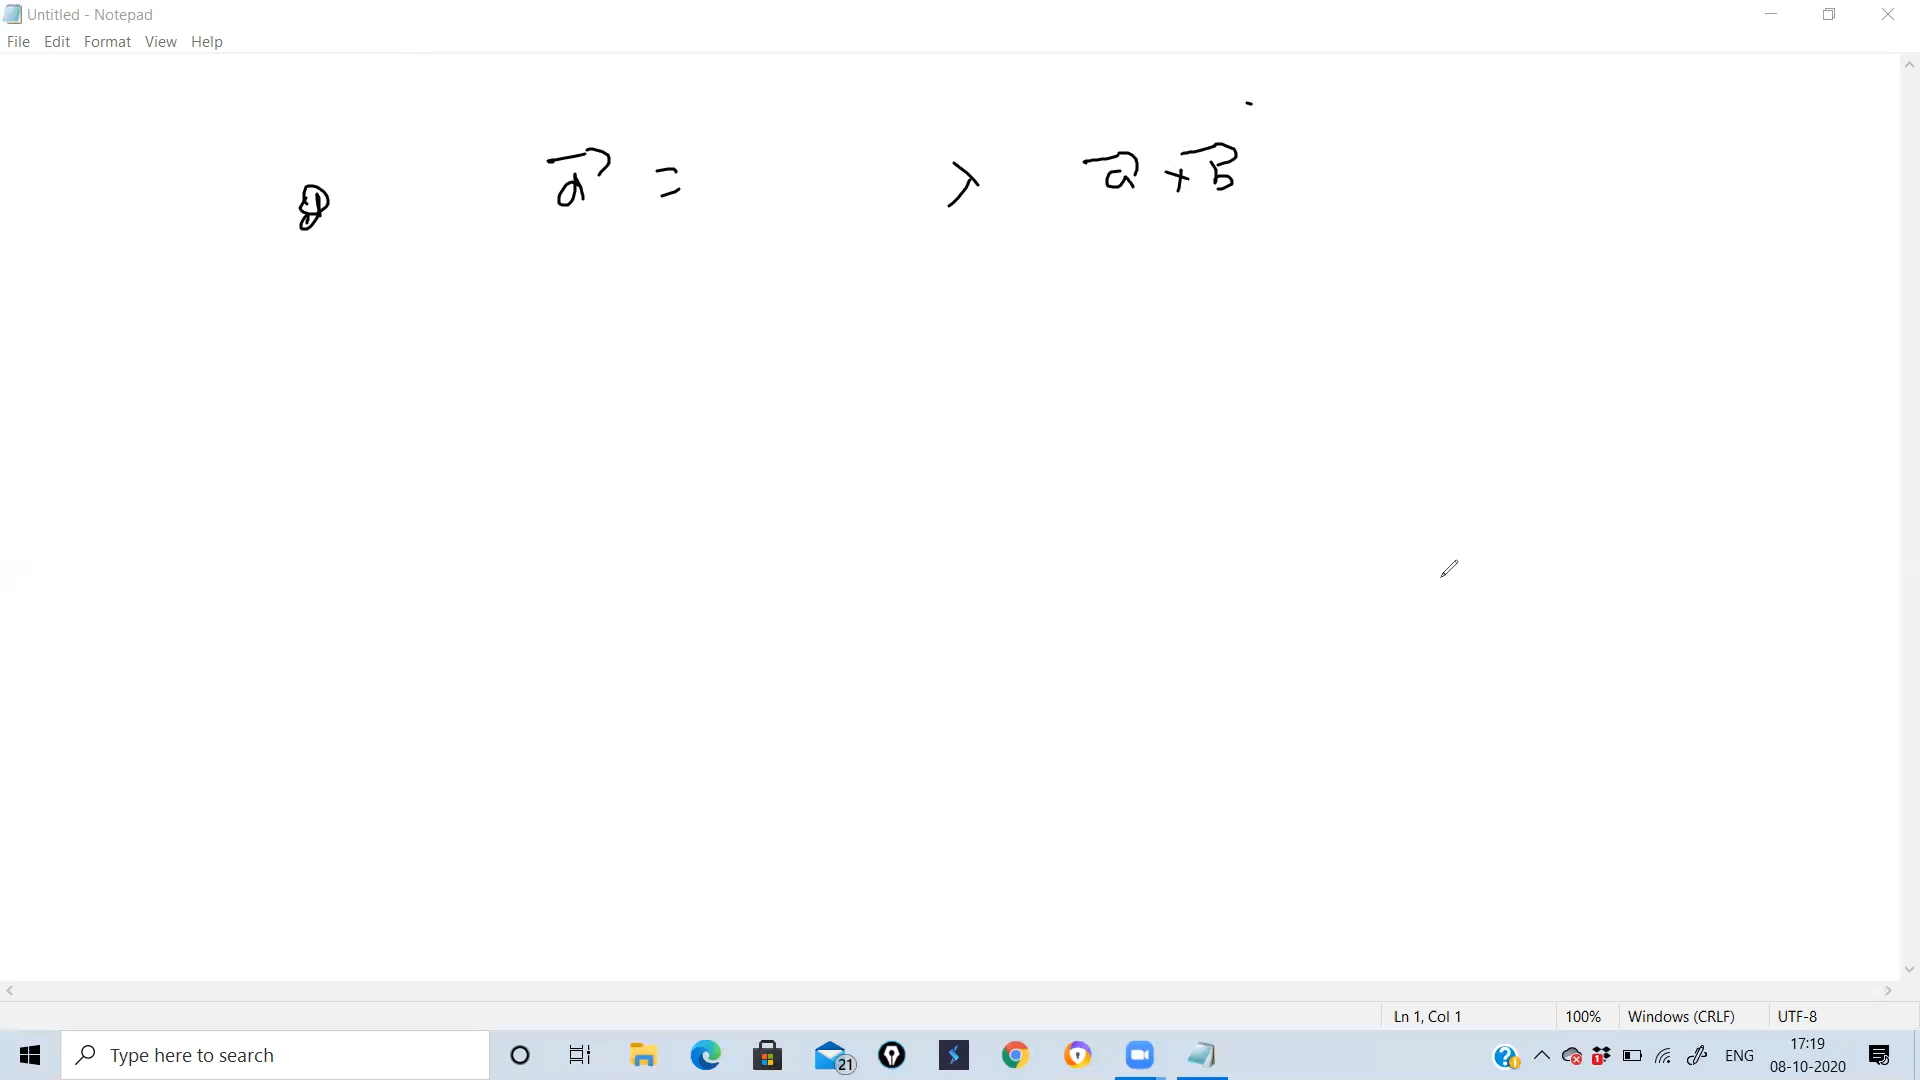 Untitled - Notepad
File Edit Format View Help
a⃗ = λ a⃗ + b⃗
Ln 1, Col 1 100% Windows (CRLF) UTF-8
Type here to search 21 1 ENG 17:19
08-10-2020